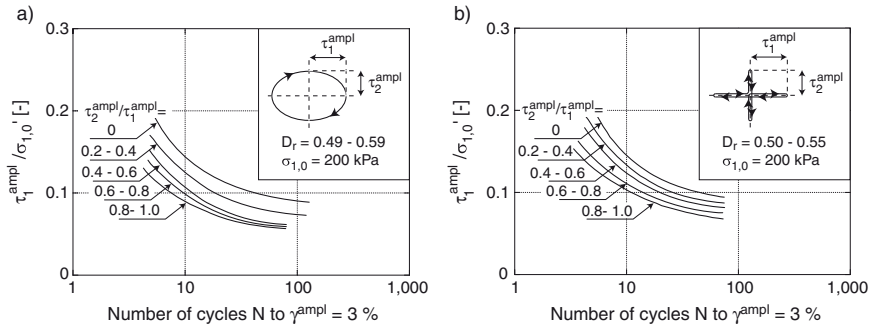 a)
0.3
0.2
0.1
0
τ1ampl/σ1,0' [-]
τ2ampl/τ1ampl=
0
0.2 - 0.4
0.4 - 0.6
0.6 - 0.8
0.8- 1.0
τ1ampl
τ2ampl
Dr = 0.49 - 0.59
σ1,0 = 200 kPa
1
10
100
1,000
Number of cycles N to γampl = 3 %
b)
0.3
0.2
0.1
0
τ1ampl/σ1,0' [-]
τ2ampl/τ1ampl=
0
0.2 - 0.4
0.4 - 0.6
0.6 - 0.8
0.8- 1.0
τ1ampl
τ2ampl
Dr = 0.50 - 0.55
σ1,0 = 200 kPa
1
10
100
1,000
Number of cycles N to γampl = 3 %